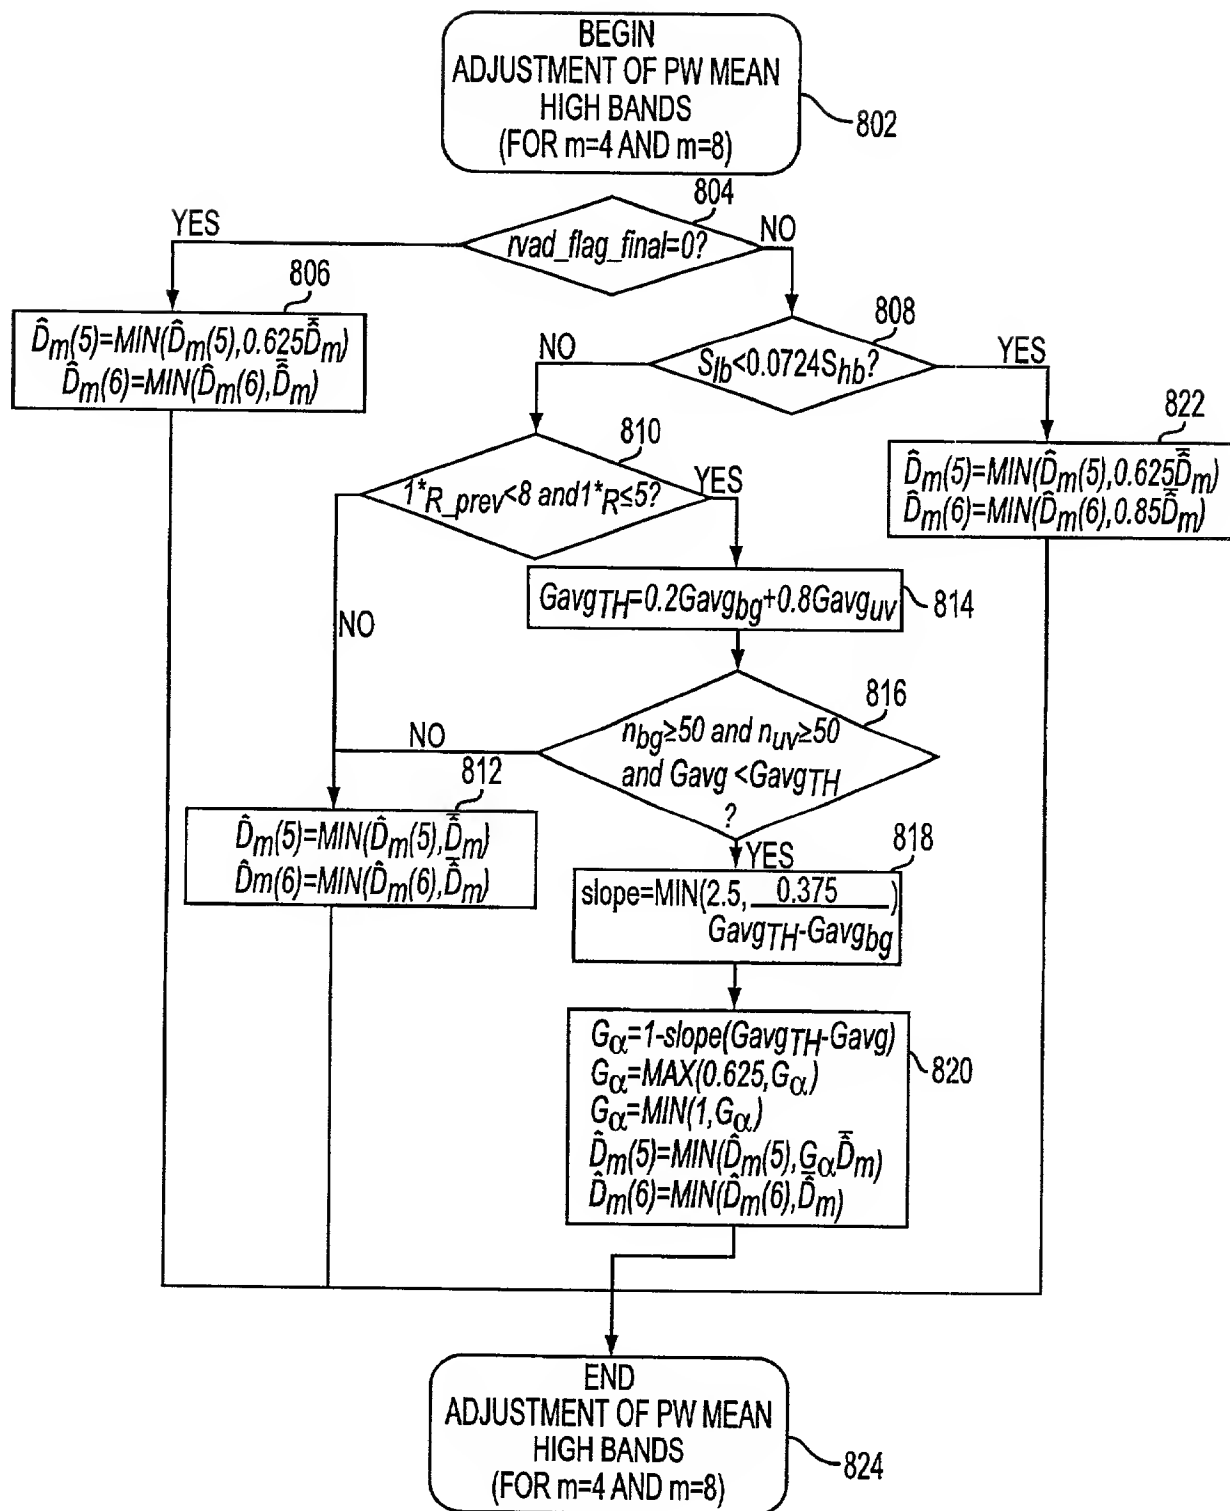 BEGIN
ADJUSTMENT OF PW MEAN
HIGH BANDS
(FOR m=4 AND m=8)
802
804
YES
rvad_flag_final=0?
NO
806
D̂m(5)=MIN(D̂m(5),0.625D̂̄m)
D̂m(6)=MIN(D̂m(6),D̂̄m)
808
NO
Slb<0.0724Shb?
YES
822
D̂m(5)=MIN(D̂m(5),0.625D̂̄m)
D̂m(6)=MIN(D̂m(6),0.85D̂̄m)
810
1*R_prev<8 and1*R≤5?
YES
GavgTH=0.2Gavgbg+0.8Gavguv
814
NO
816
nbg≥50 and nuv≥50
and Gavg <GavgTH
?
NO
812
D̂m(5)=MIN(D̂m(5),D̂̄m)
D̂m(6)=MIN(D̂m(6),D̂̄m)
YES
818
slope=MIN(2.5, 0.375 )
GavgTH-Gavgbg
Gα=1-slope(GavgTH-Gavg)
Gα=MAX(0.625,Gα)
Gα=MIN(1,Gα)
D̂m(5)=MIN(D̂m(5),GαD̂̄m)
D̂m(6)=MIN(D̂m(6),D̂̄m)
820
END
ADJUSTMENT OF PW MEAN
HIGH BANDS
(FOR m=4 AND m=8)
824